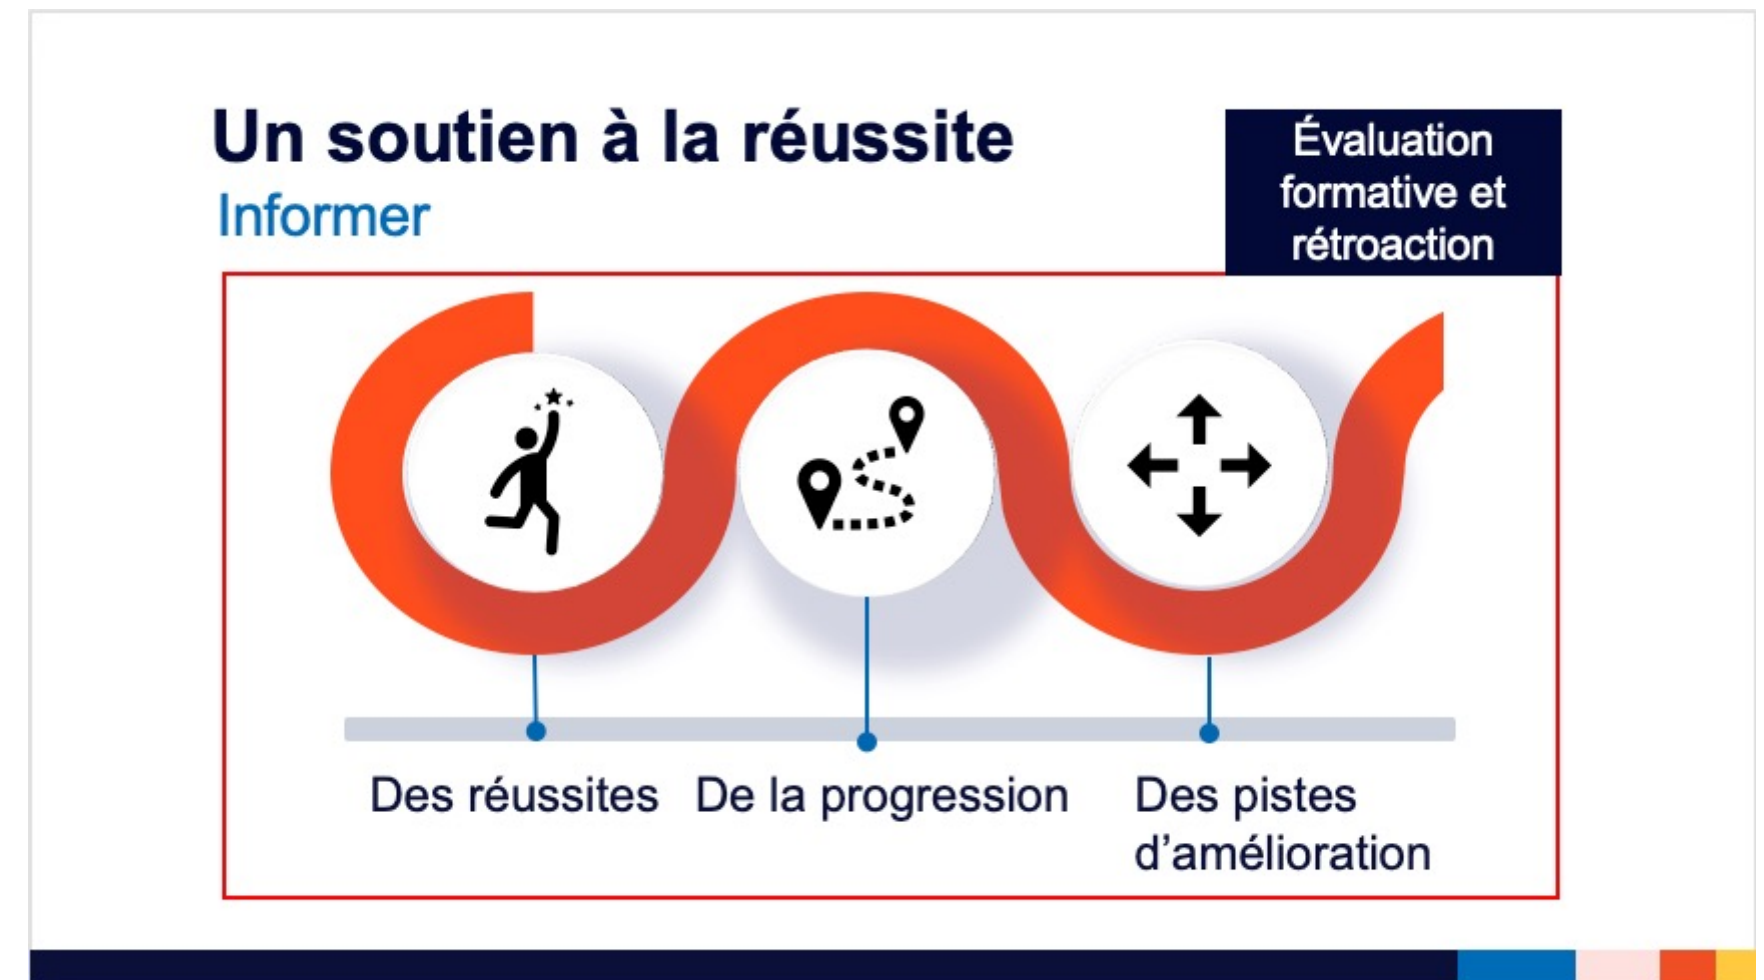 Un soutien à la réussite
Informer
Évaluation
formative et
rétroaction
Des réussites
De la progression
Des pistes
d’amélioration